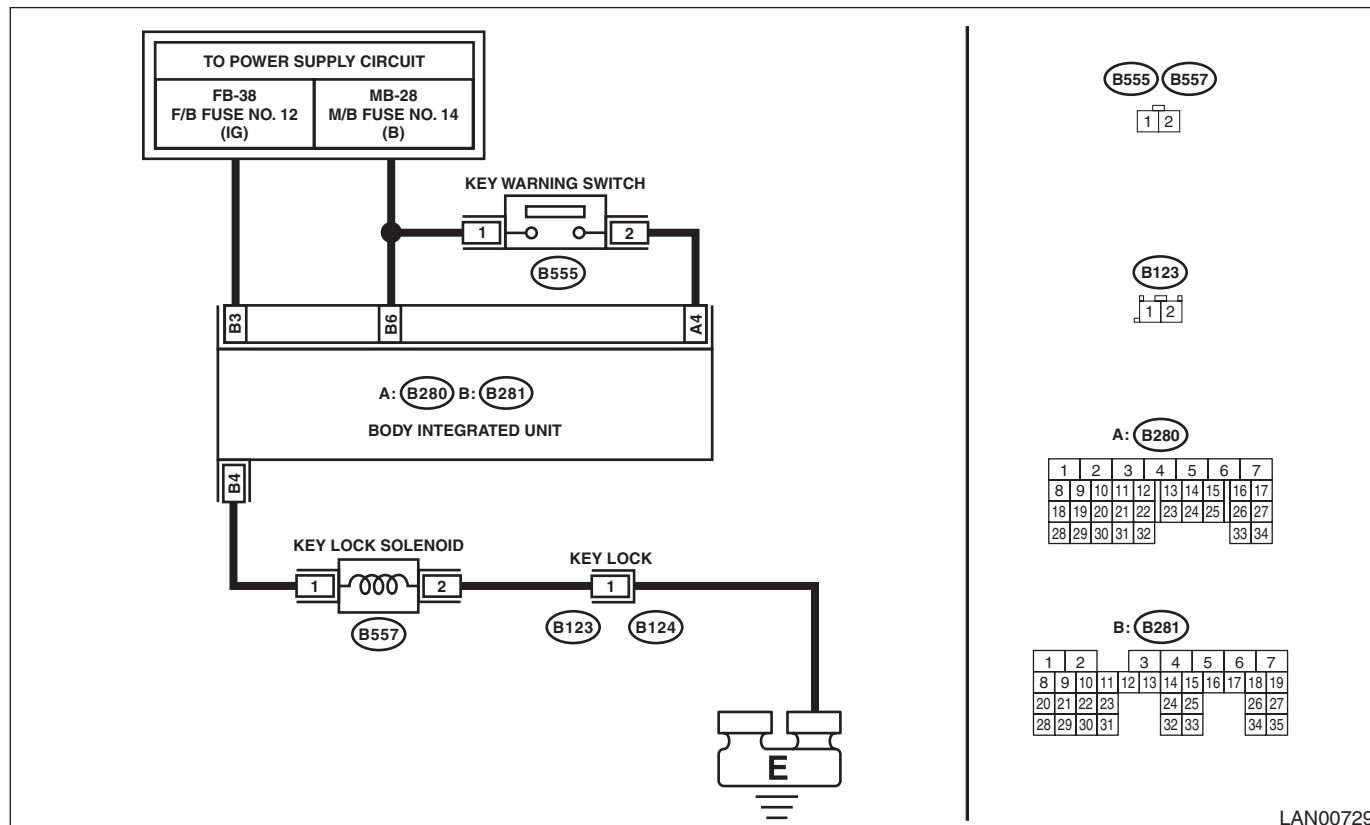 TO POWER SUPPLY CIRCUIT
FB-38
F/B FUSE NO. 12
(IG)
MB-28
M/B FUSE NO. 14
(B)
KEY WARNING SWITCH
1
2
B555
B3
B6
A4
A: B280 B: B281
BODY INTEGRATED UNIT
B4
KEY LOCK SOLENOID
1
2
B557
KEY LOCK
1
B123
B124
E
B555 B557
1 2
B123
1 2
A: B280
1 2 3 4 5 6 7
8 9 10 11 12 13 14 15 16 17
18 19 20 21 22 23 24 25 26 27
28 29 30 31 32 33 34
B: B281
1 2 3 4 5 6 7
8 9 10 11 12 13 14 15 16 17 18 19
20 21 22 23 24 25 26 27
28 29 30 31 32 33 34 35
LAN00729